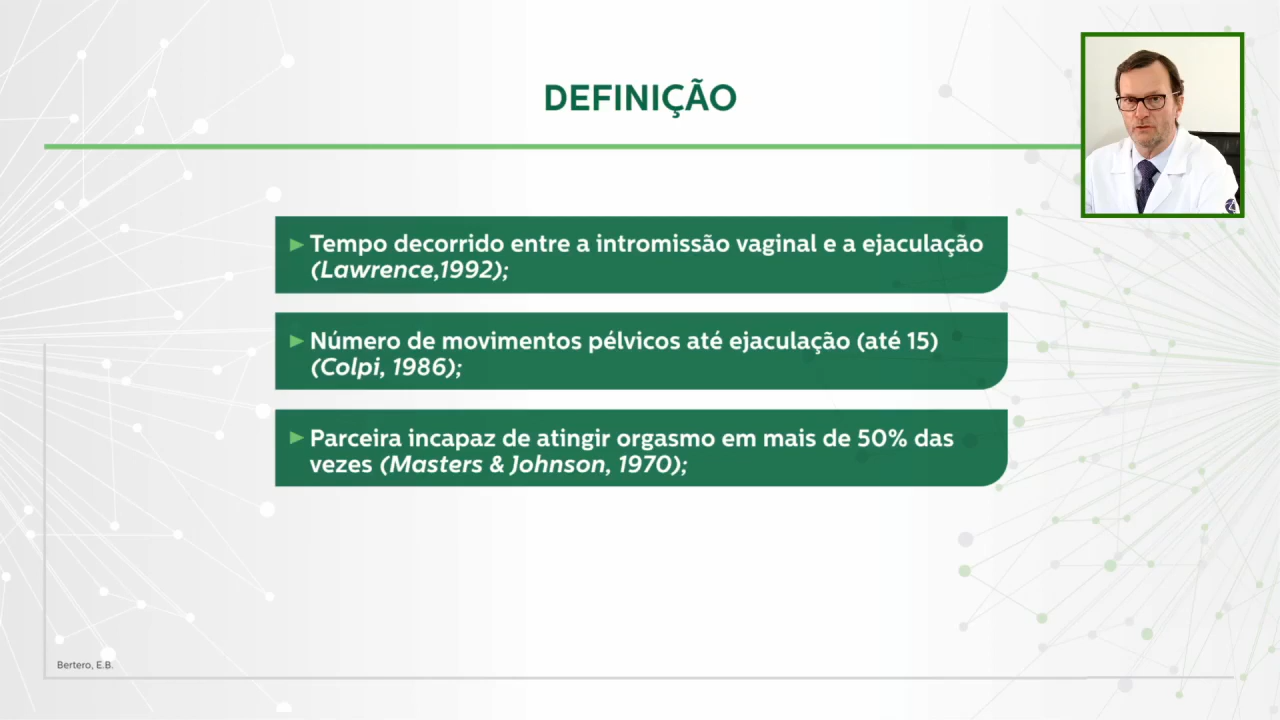 DEFINIÇÃO
Tempo decorrido entre a intromissão vaginal e a ejaculação
(Lawrence,1992);
Número de movimentos pélvicos até ejaculação (até 15)
(Colpi, 1986);
Parceira incapaz de atingir orgasmo em mais de 50% das
vezes (Masters & Johnson, 1970);
Bertero, E.B.